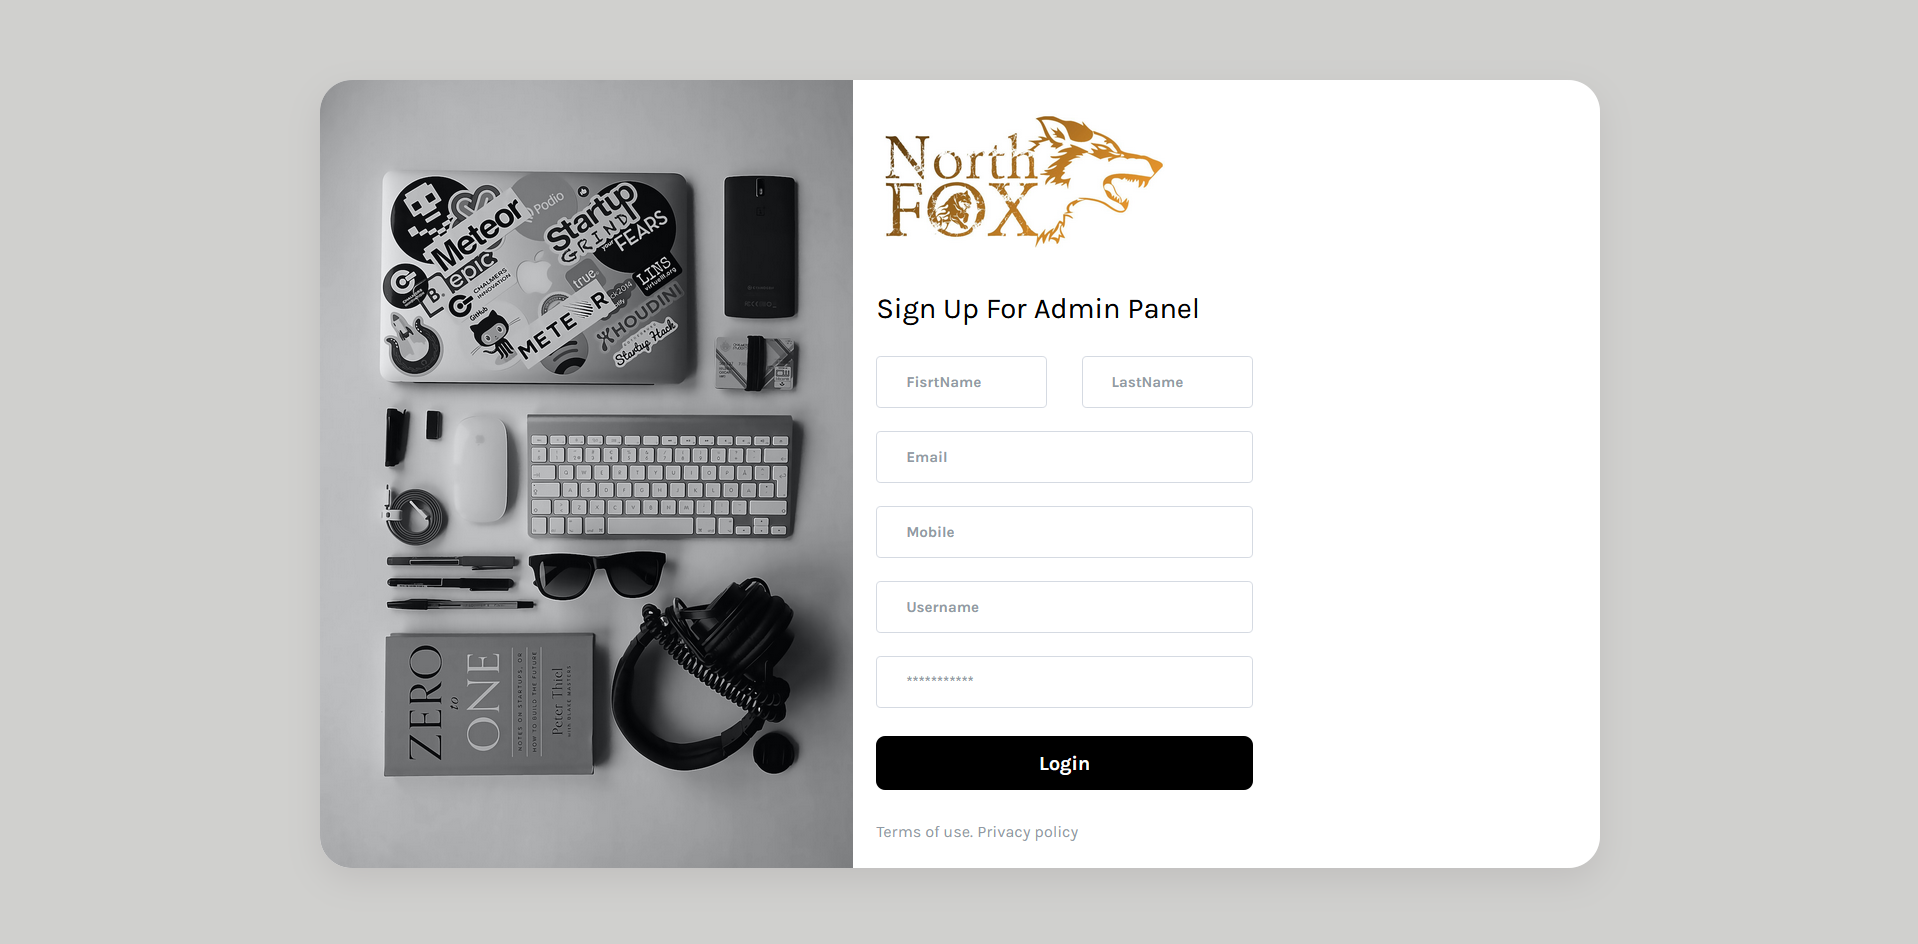 Meteor
Podio
Startup
GRIND
your
FEARS
epic
B.
CHALMERS
INNOVATION
true.
LINS
GitHub
METEOR
HOUDINI
Startup Hack
ZERO
to
ONE
NOTES ON STARTUPS, OR
HOW TO BUILD THE FUTURE
Peter Thiel
WITH BLAKE MASTERS
North
FOX
Sign Up For Admin Panel
FisrtName
LastName
Email
Mobile
Username
***********
Login
Terms of use. Privacy policy